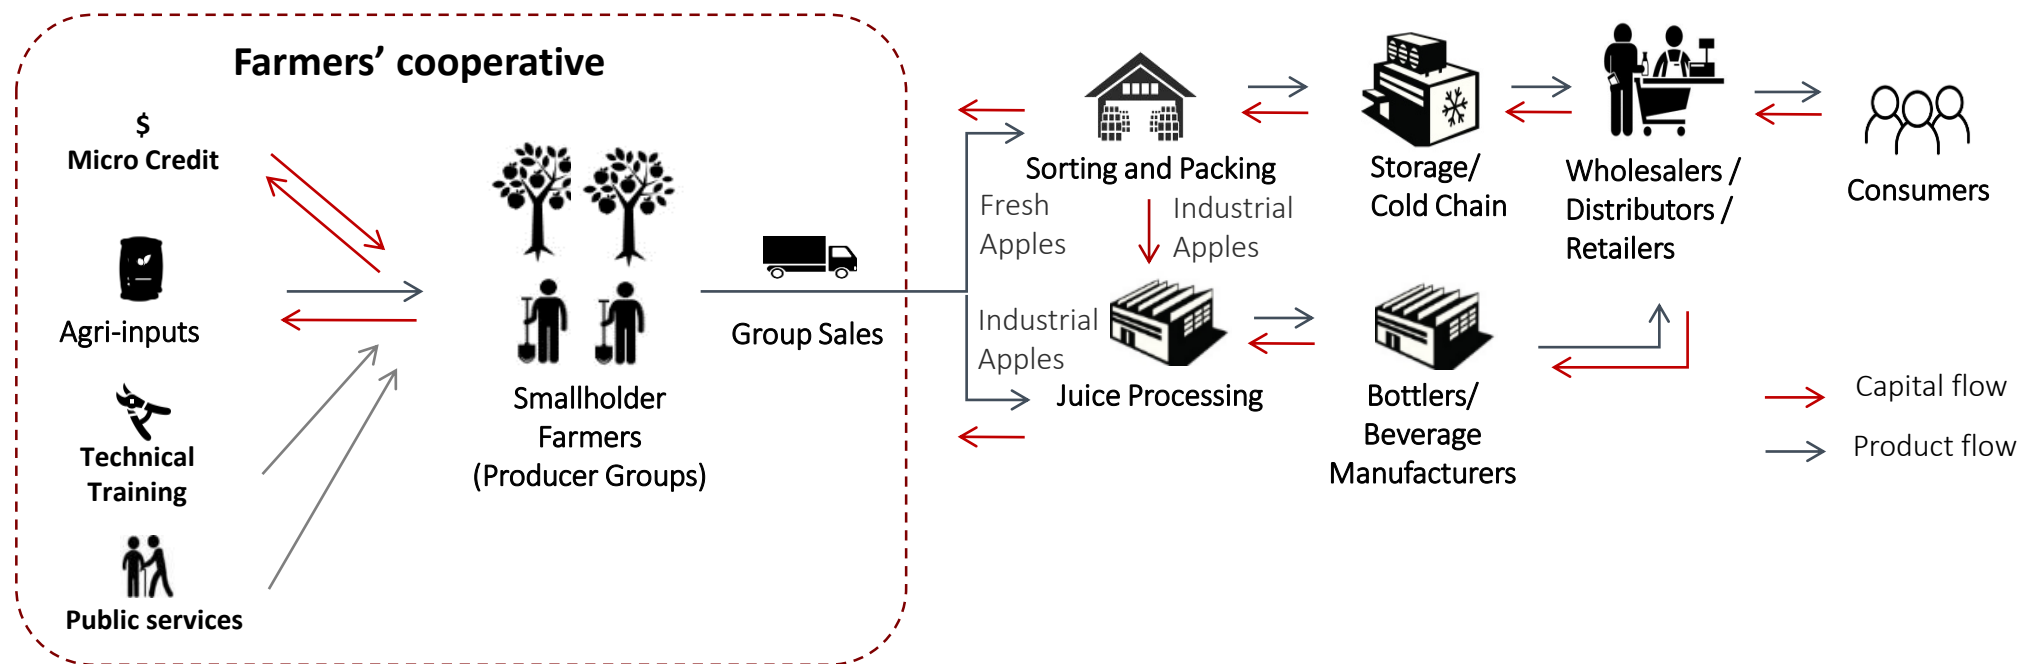 Farmers’ cooperative
$
Micro Credit
Agri-inputs
Technical
Training
Public services
Smallholder
Farmers
(Producer Groups)
Group Sales
Sorting and Packing
Fresh
Apples
Industrial
Apples
Industrial
Apples
Juice Processing
Storage/
Cold Chain
Bottlers/
Beverage
Manufacturers
Wholesalers /
Distributors /
Retailers
Consumers
Capital flow
Product flow